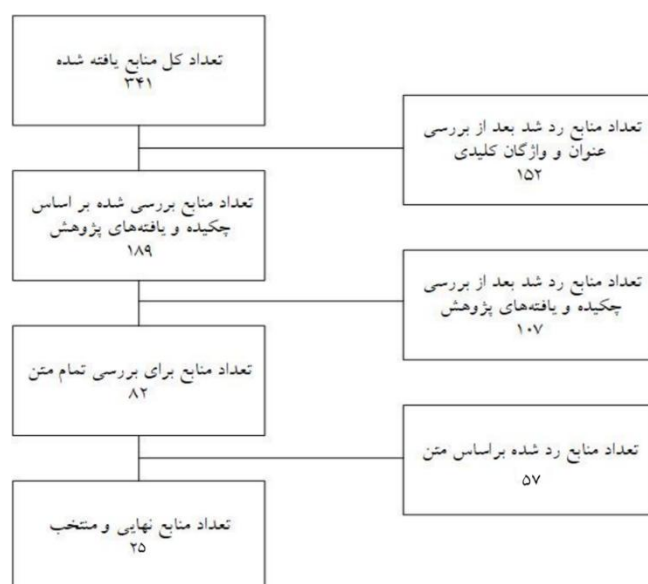 تعداد کل منابع یافته شده
۳۴۱
تعداد منابع رد شد بعد از بررسی
عنوان و واژگان کلیدی
۱۵۲
تعداد منابع بررسی شده بر اساس
چکیده و یافته‌های پژوهش
۱۸۹
تعداد منابع رد شد بعد از بررسی
چکیده و یافته‌های پژوهش
۱۰۷
تعداد منابع برای بررسی تمام متن
۸۲
تعداد منابع رد شده براساس متن
۵۷
تعداد منابع نهایی و منتخب
۲۵